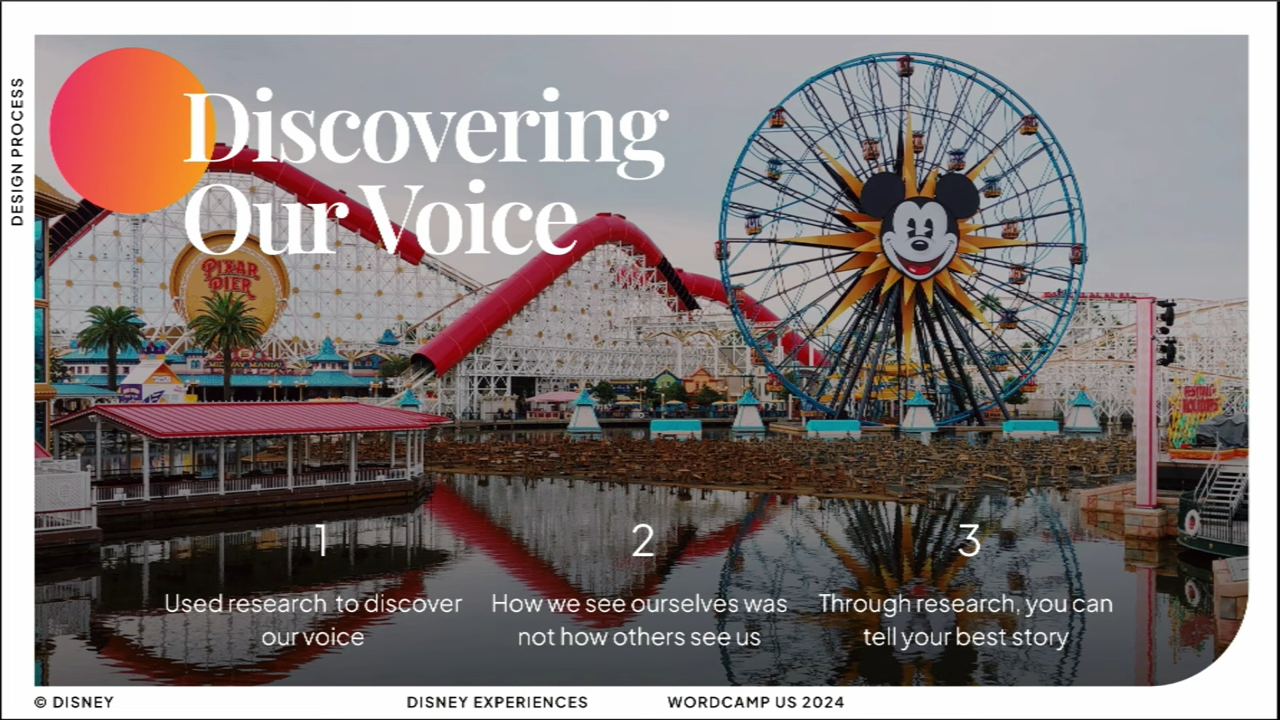 DESIGN PROCESS
Discovering
Our Voice
PIXAR
PIER
MIDWAY MANIA!
1
Used research to discover
our voice
2
How we see ourselves was
not how others see us
3
Through research, you can
tell your best story
© DISNEY
DISNEY EXPERIENCES
WORDCAMP US 2024